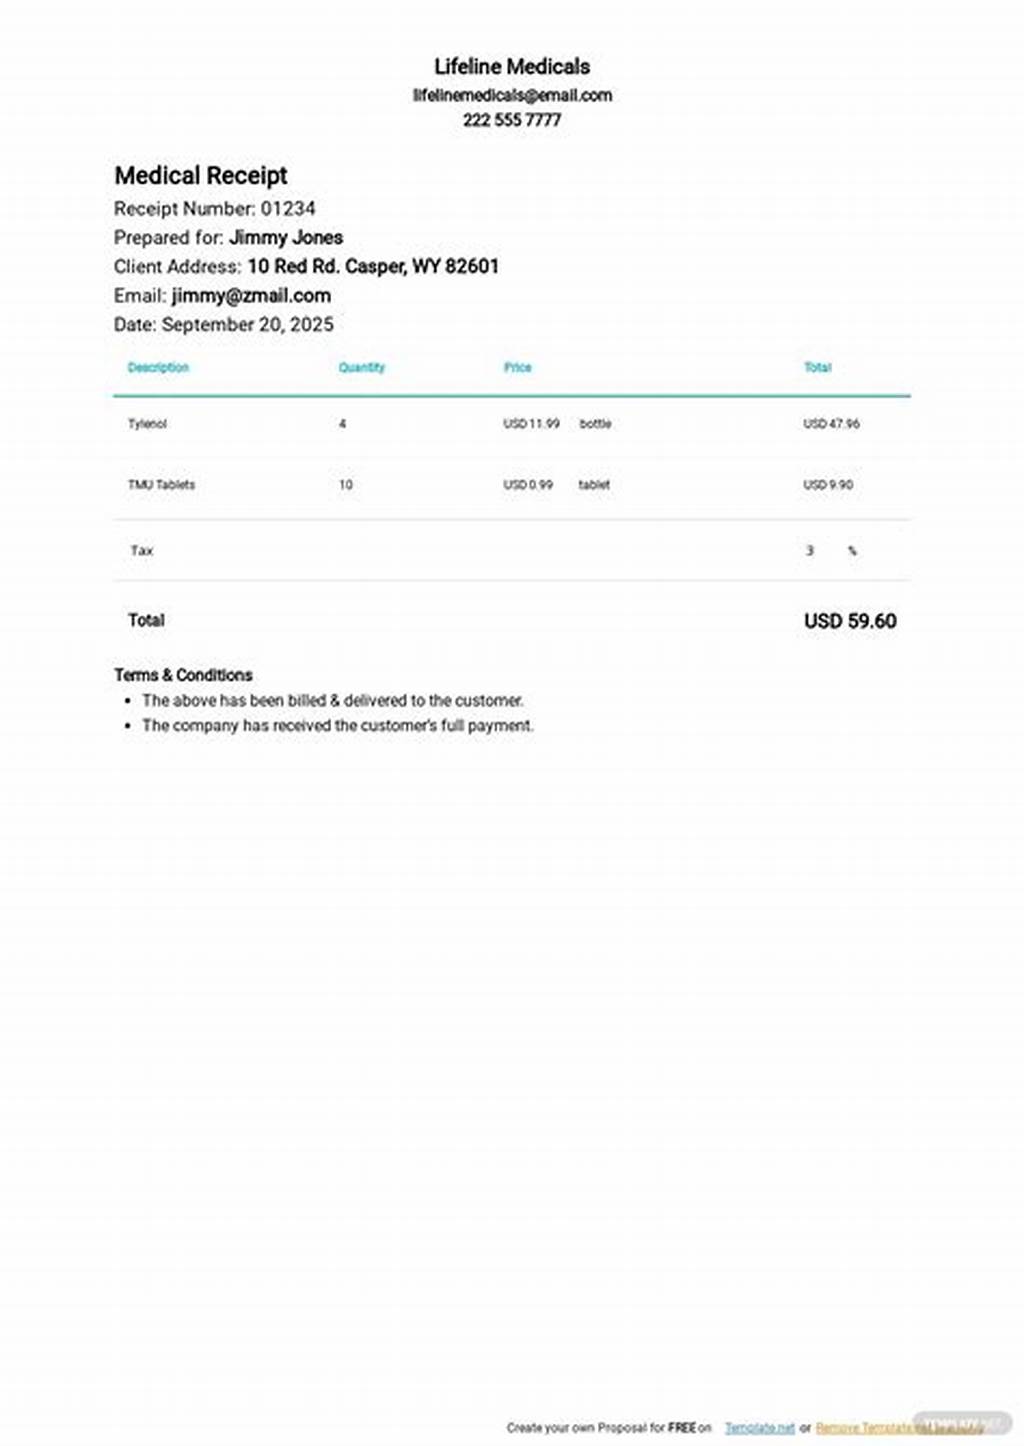 Lifeline Medicals
lifelinemedicals@email.com
222 555 7777
Medical Receipt
Receipt Number: 01234
Prepared for: Jimmy Jones
Client Address: 10 Red Rd. Casper, WY 82601
Email: jimmy@zmail.com
Date: September 20, 2025
Description Quantity Price Total
Tylenol 4 USD 11.99 bottle USD 47.96
TMU Tablets 10 USD 0.99 tablet USD 9.90
Tax 3 %
Total USD 59.60
Terms & Conditions
• The above has been billed & delivered to the customer.
• The company has received the customer's full payment.
Create your own Proposal for FREE on Template.net or Remove Template.net
TEMPLATE.NET